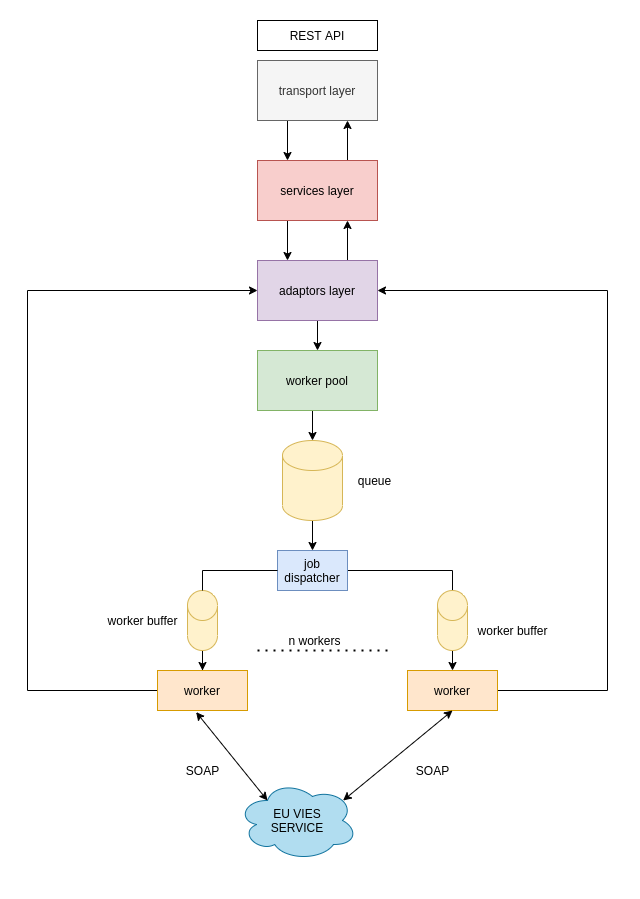 REST API
transport layer
services layer
adaptors layer
worker pool
queue
job
dispatcher
worker buffer
n workers
worker buffer
worker
worker
SOAP
SOAP
EU VIES
SERVICE